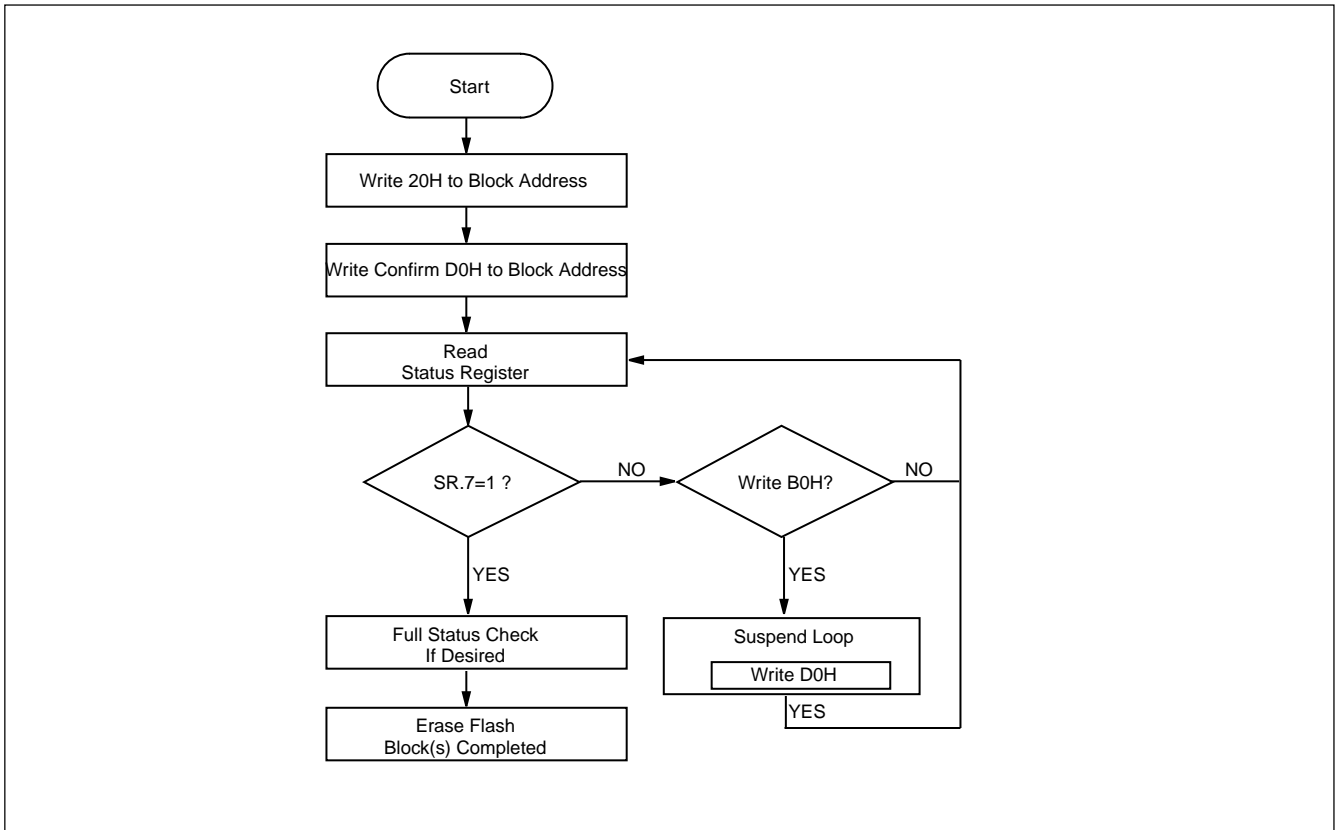 Start
Write 20H to Block Address
Write Confirm D0H to Block Address
Read
Status Register
SR.7=1 ?
NO
Write B0H?
NO
YES
YES
Full Status Check
If Desired
Suspend Loop
Write D0H
YES
Erase Flash
Block(s) Completed